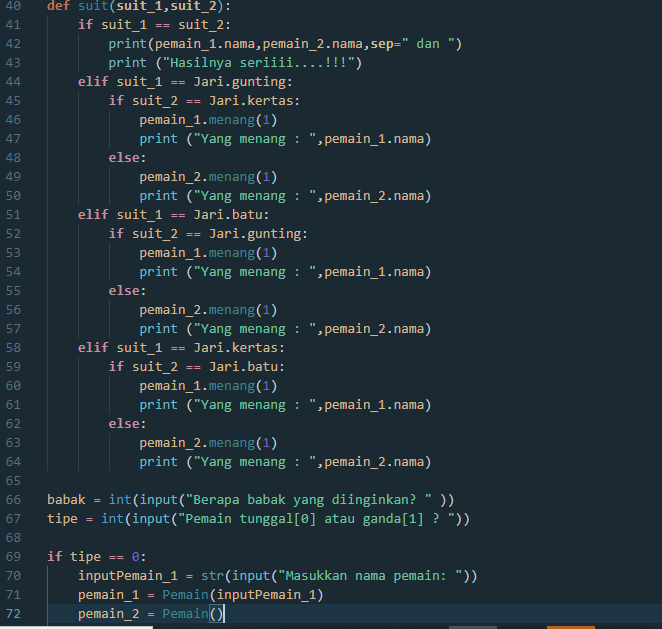 40 def suit(suit_1,suit_2):
41 if suit_1 == suit_2:
42 print(pemain_1.nama,pemain_2.nama,sep=" dan ")
43 print ("Hasilnya seriiii....!!!")
44 elif suit_1 == Jari.gunting:
45 if suit_2 == Jari.kertas:
46 pemain_1.menang(1)
47 print ("Yang menang : ",pemain_1.nama)
48 else:
49 pemain_2.menang(1)
50 print ("Yang menang : ",pemain_2.nama)
51 elif suit_1 == Jari.batu:
52 if suit_2 == Jari.gunting:
53 pemain_1.menang(1)
54 print ("Yang menang : ",pemain_1.nama)
55 else:
56 pemain_2.menang(1)
57 print ("Yang menang : ",pemain_2.nama)
58 elif suit_1 == Jari.kertas:
59 if suit_2 == Jari.batu:
60 pemain_1.menang(1)
61 print ("Yang menang : ",pemain_1.nama)
62 else:
63 pemain_2.menang(1)
64 print ("Yang menang : ",pemain_2.nama)
65
66 babak = int(input("Berapa babak yang diinginkan? " ))
67 tipe = int(input("Pemain tunggal[0] atau ganda[1] ? "))
68
69 if tipe == 0:
70 inputPemain_1 = str(input("Masukkan nama pemain: "))
71 pemain_1 = Pemain(inputPemain_1)
72 pemain_2 = Pemain()